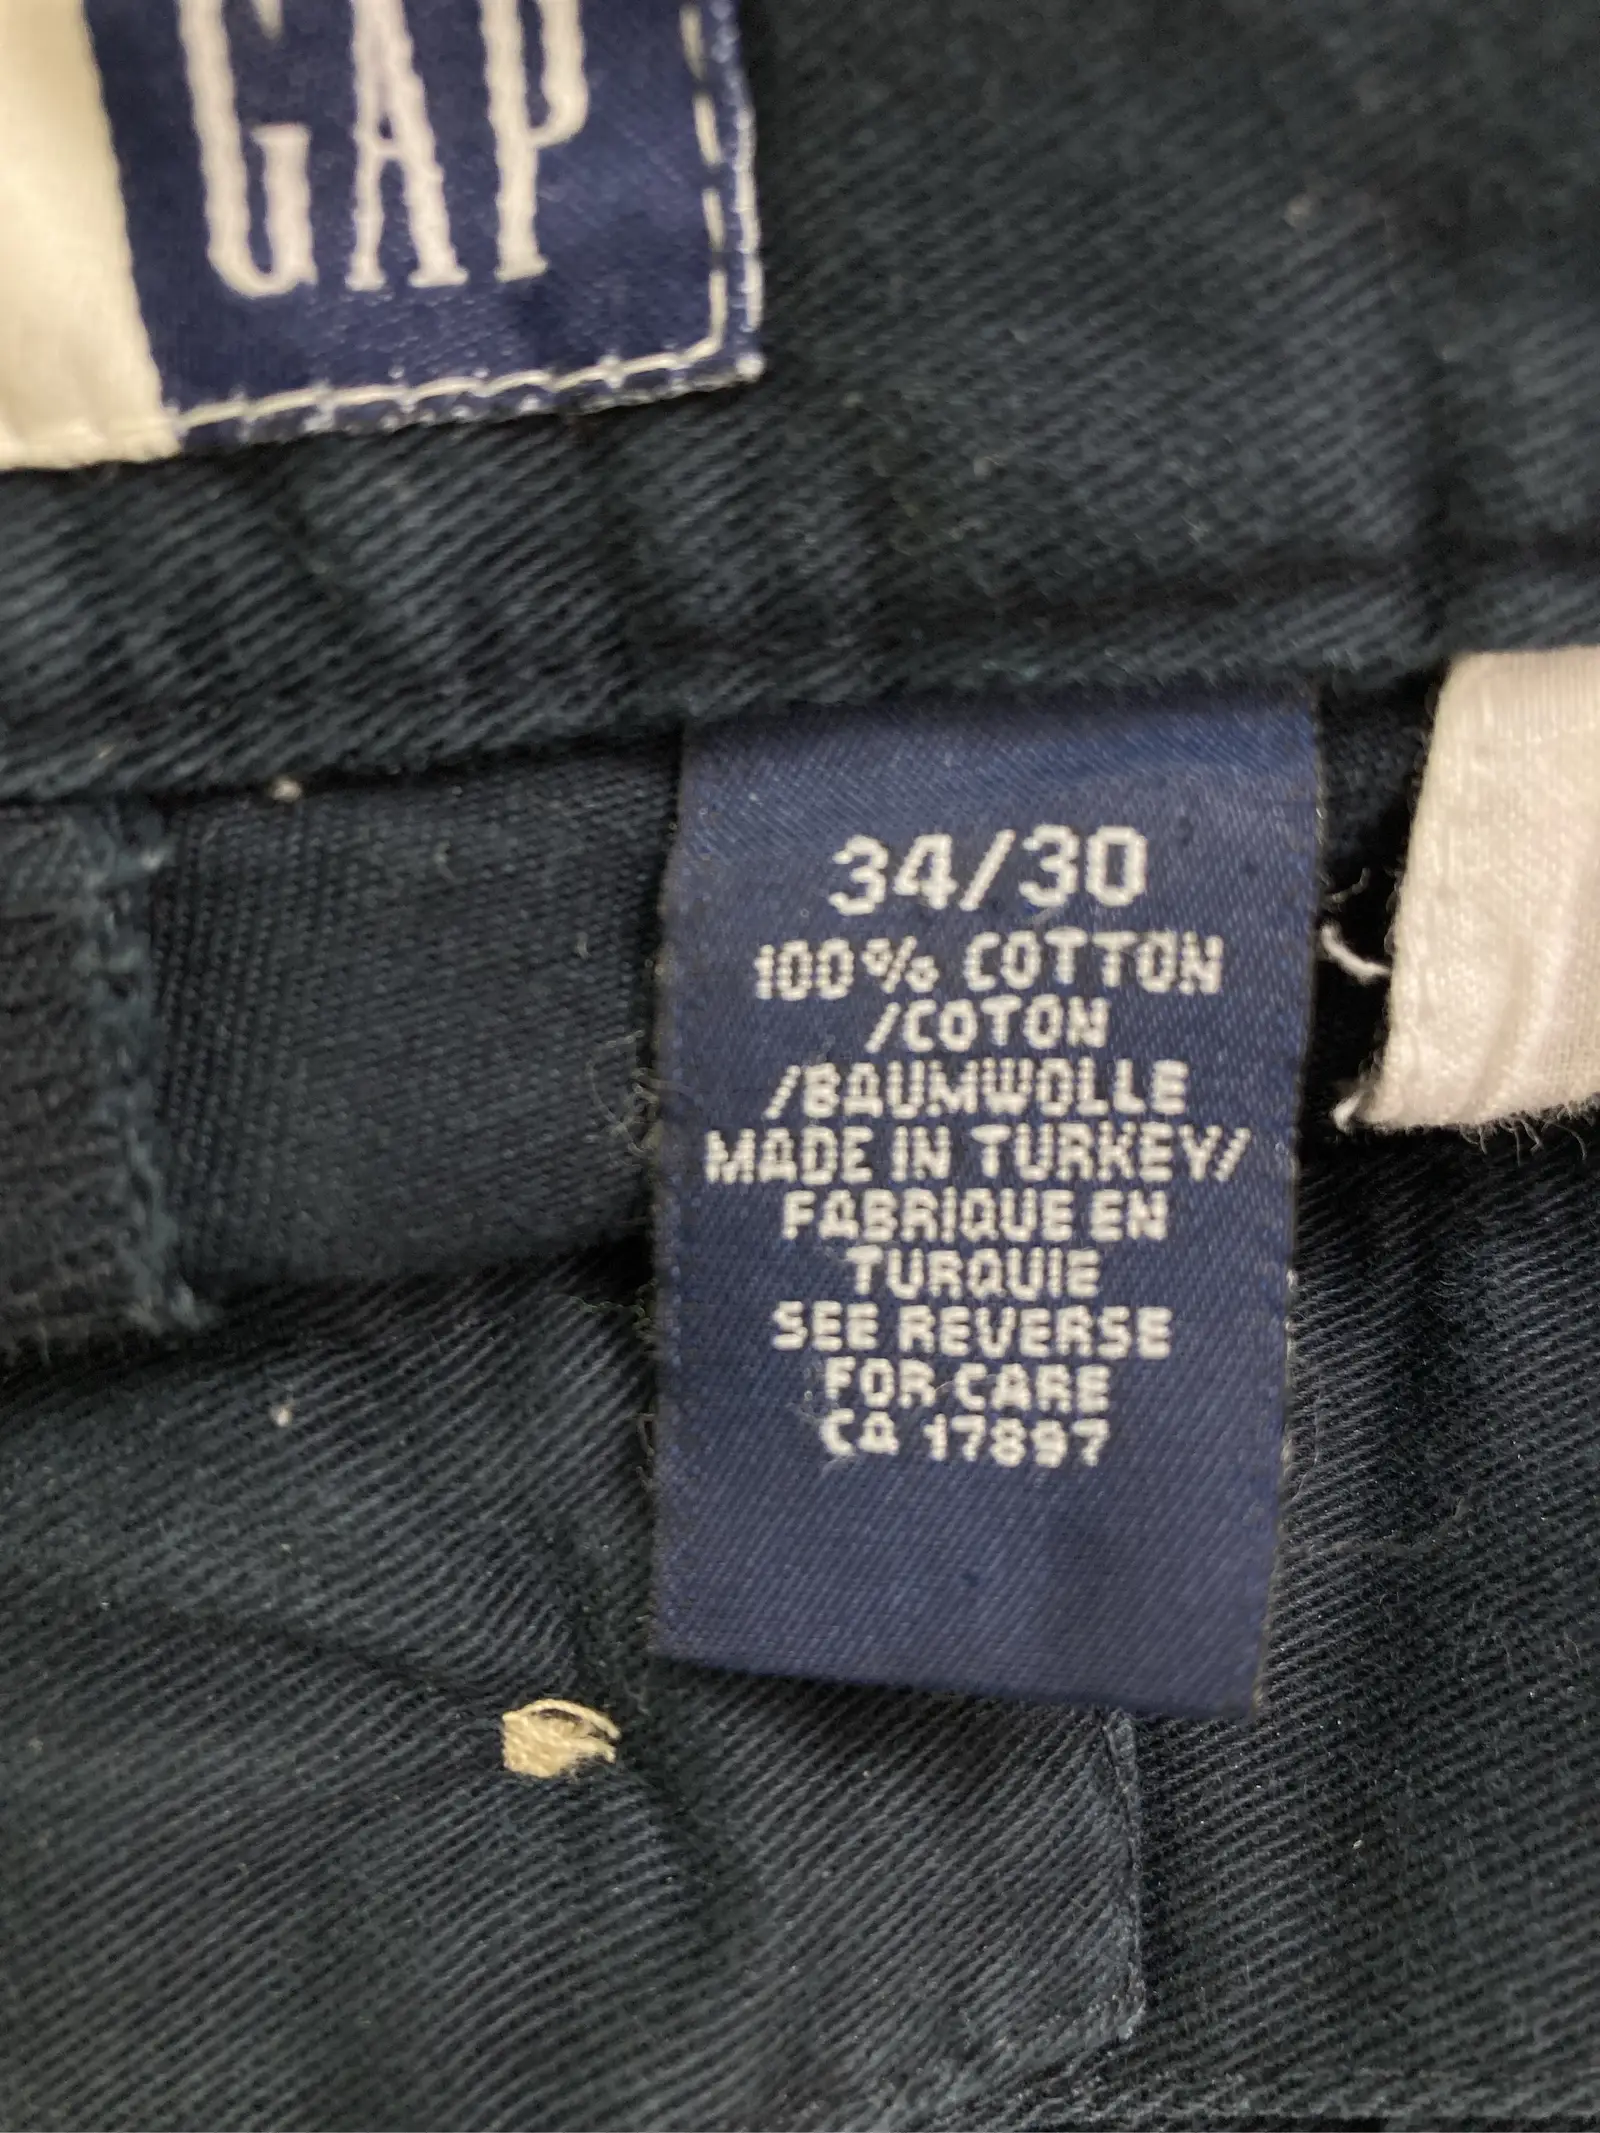 GAP
34/30
100% COTTON
/COTON
/BAUMWOLLE
MADE IN TURKEY/
FABRIQUE EN
TURQUIE
SEE REVERSE
FOR CARE
CA 17897